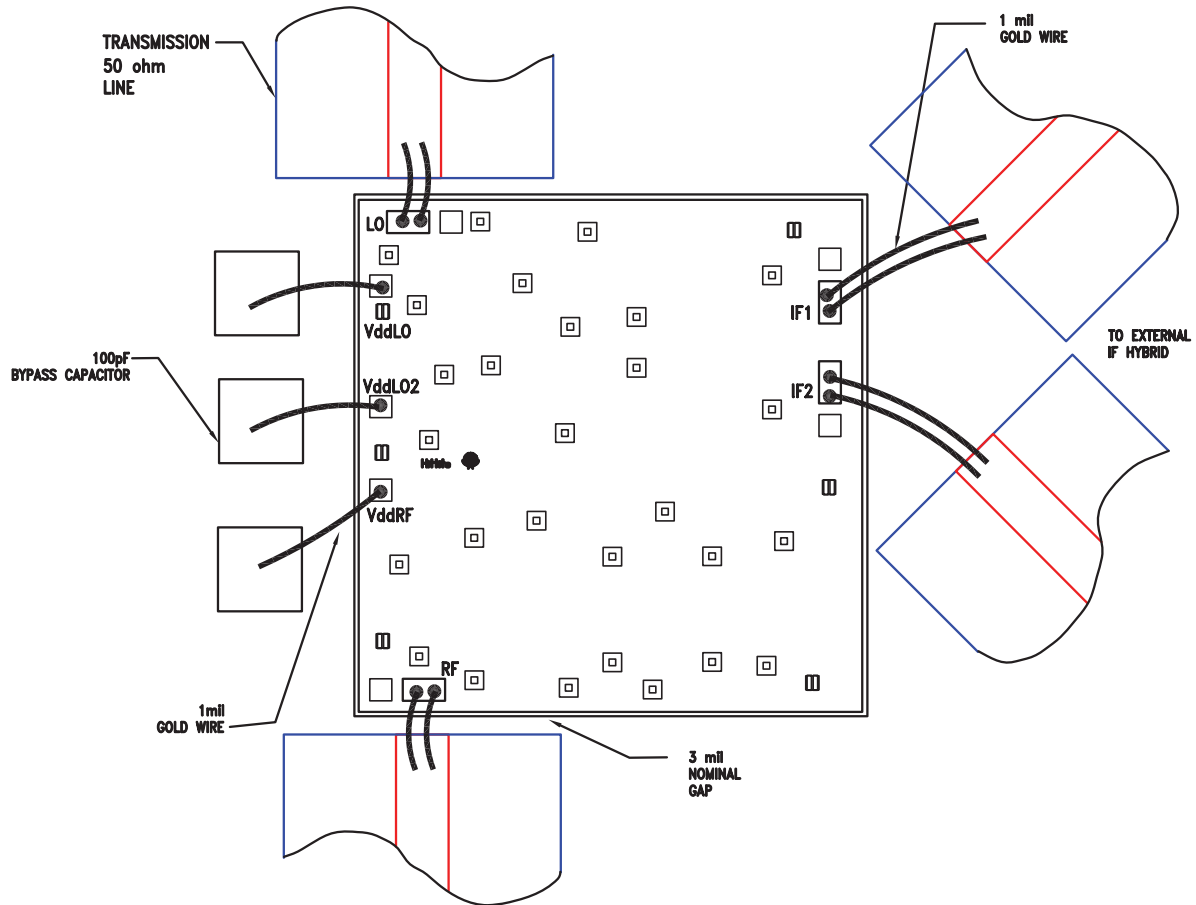 TRANSMISSION
50 ohm
LINE
1 mil
GOLD WIRE
LO
VddLO
IF1
TO EXTERNAL
IF HYBRID
100pF
BYPASS CAPACITOR
VddLO2
IF2
VddRF
RF
1mil
GOLD WIRE
3 mil
NOMINAL
GAP